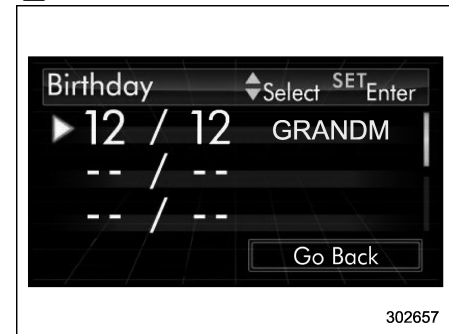 Birthday Select SET Enter
12 / 12 GRANDM
-- / --
-- / --
Go Back
302657